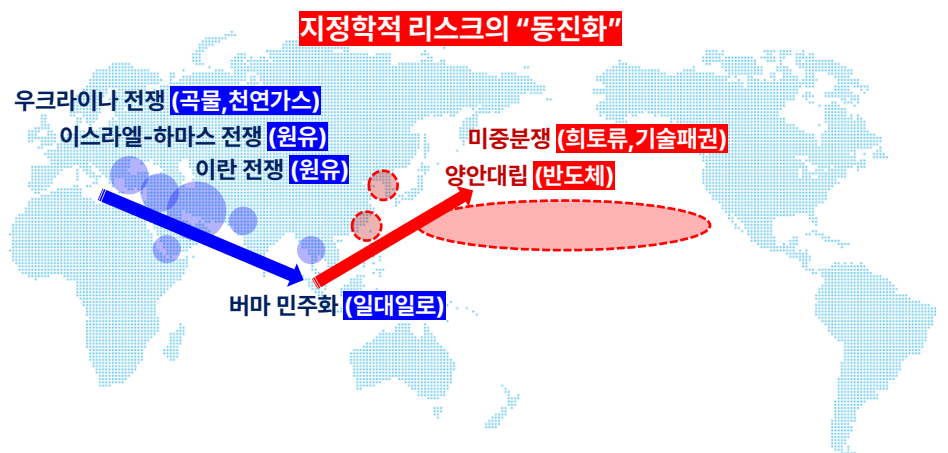 지정학적 리스크의 “동진화”
우크라이나 전쟁 (곡물,천연가스)
이스라엘-하마스 전쟁 (원유)
이란 전쟁 (원유)
미중분쟁 (희토류,기술패권)
양안대립 (반도체)
버마 민주화 (일대일로)